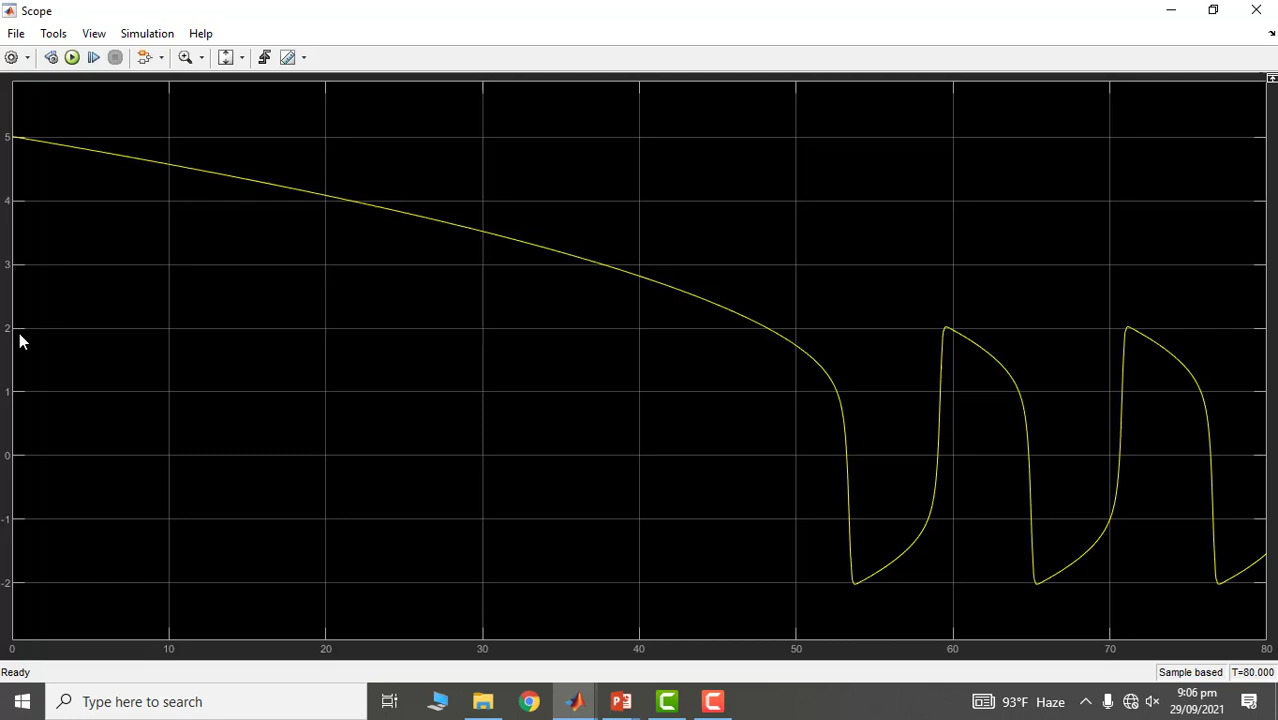 Scope
File Tools View Simulation Help
5
4
3
2
1
0
-1
-2
0 10 20 30 40 50 60 70 80
Ready
Sample based T=80.000
Type here to search
93°F Haze
9:06 pm
29/09/2021